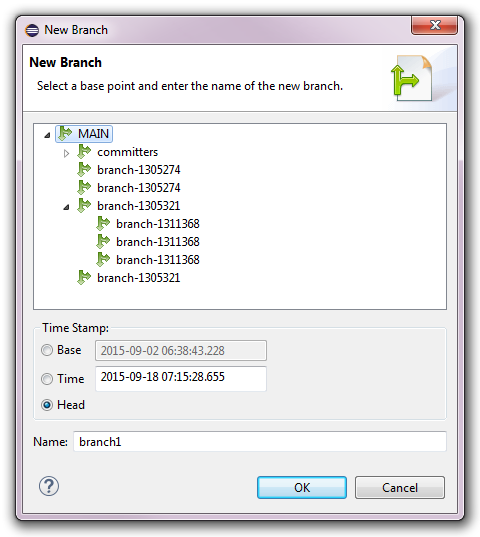 New Branch
New Branch
Select a base point and enter the name of the new branch.
MAIN
committers
branch-1305274
branch-1305274
branch-1305321
branch-1311368
branch-1311368
branch-1311368
branch-1305321
Time Stamp:
Base 2015-09-02 06:38:43.228
Time 2015-09-18 07:15:28.655
Head
Name: branch1
? OK Cancel